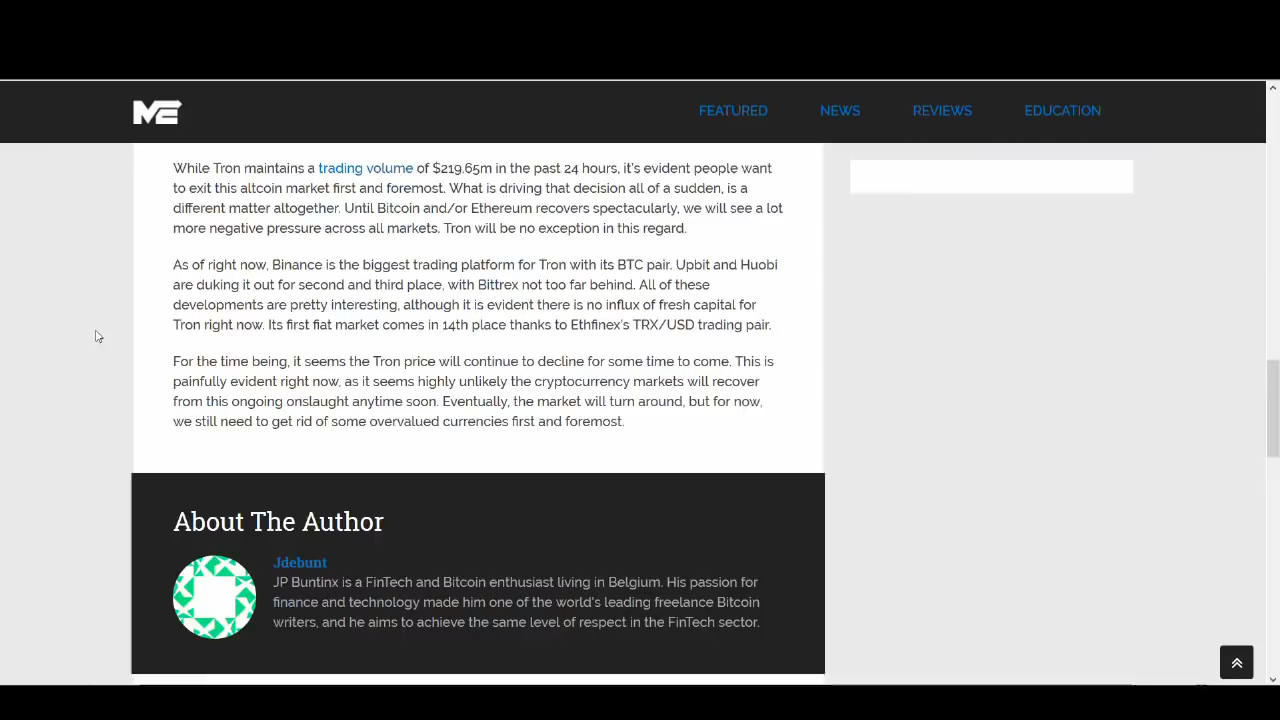 ME
FEATURED NEWS REVIEWS EDUCATION
While Tron maintains a trading volume of $219.65m in the past 24 hours, it's evident people want
to exit this altcoin market first and foremost. What is driving that decision all of a sudden, is a
different matter altogether. Until Bitcoin and/or Ethereum recovers spectacularly, we will see a lot
more negative pressure across all markets. Tron will be no exception in this regard.
As of right now, Binance is the biggest trading platform for Tron with its BTC pair. Upbit and Huobi
are duking it out for second and third place, with Bittrex not too far behind. All of these
developments are pretty interesting, although it is evident there is no influx of fresh capital for
Tron right now. Its first fiat market comes in 14th place thanks to Ethfinex's TRX/USD trading pair.
For the time being, it seems the Tron price will continue to decline for some time to come. This is
painfully evident right now, as it seems highly unlikely the cryptocurrency markets will recover
from this ongoing onslaught anytime soon. Eventually, the market will turn around, but for now,
we still need to get rid of some overvalued currencies first and foremost.
About The Author
Jdebunt
JP Buntinx is a FinTech and Bitcoin enthusiast living in Belgium. His passion for
finance and technology made him one of the world's leading freelance Bitcoin
writers, and he aims to achieve the same level of respect in the FinTech sector.